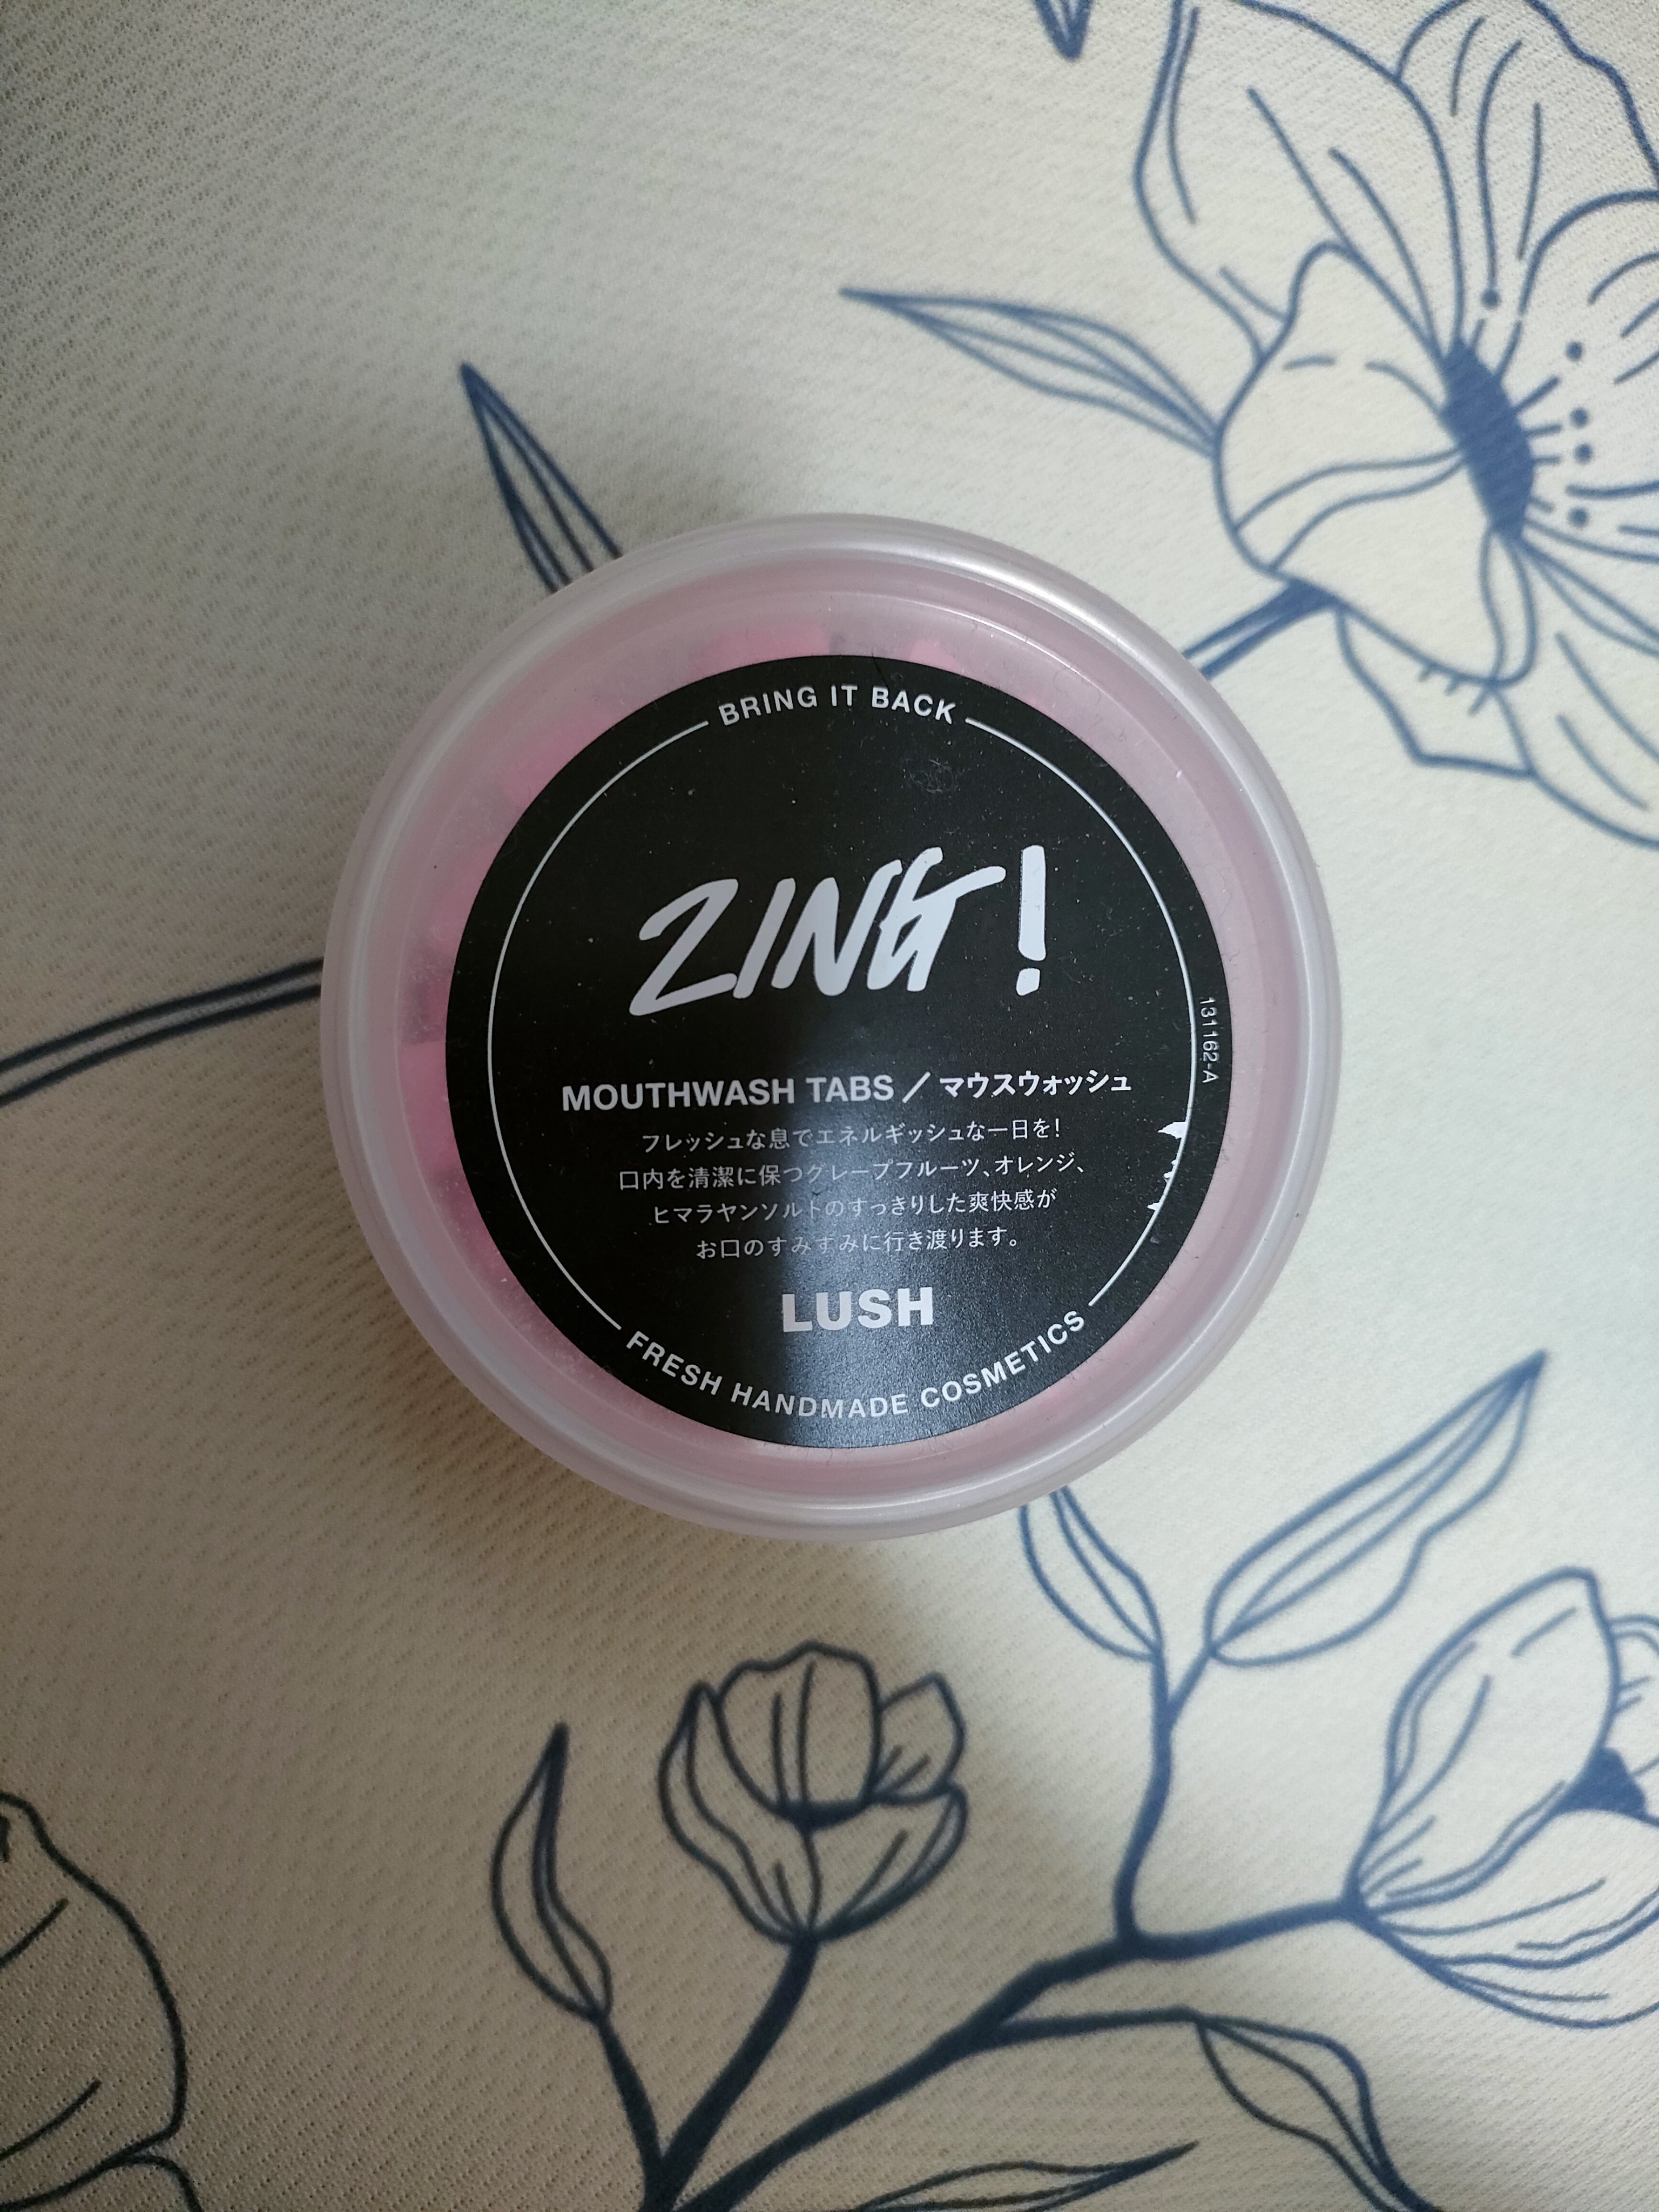 BRING IT BACK
ZING!
MOUTHWASH TABS／マウスウォッシュ
フレッシュな息でエネルギッシュな一日を！
口内を清潔に保つグレープフルーツ、オレンジ、
ヒマラヤンソルトのすっきりした爽快感が
お口のすみずみに行き渡ります。
LUSH
FRESH HANDMADE COSMETICS
131162-A